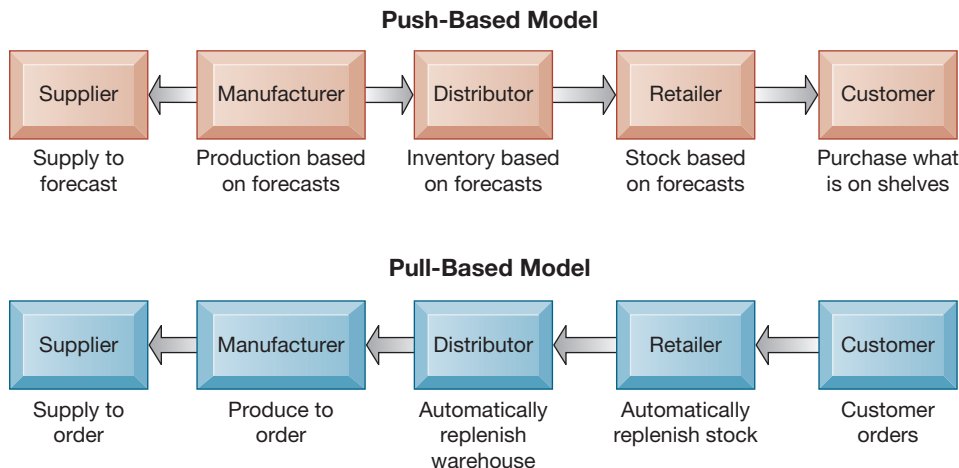 Push-Based Model
Supplier
Manufacturer
Distributor
Retailer
Customer
Supply to
forecast
Production based
on forecasts
Inventory based
on forecasts
Stock based
on forecasts
Purchase what
is on shelves
Pull-Based Model
Supplier
Manufacturer
Distributor
Retailer
Customer
Supply to
order
Produce to
order
Automatically
replenish
warehouse
Automatically
replenish stock
Customer
orders